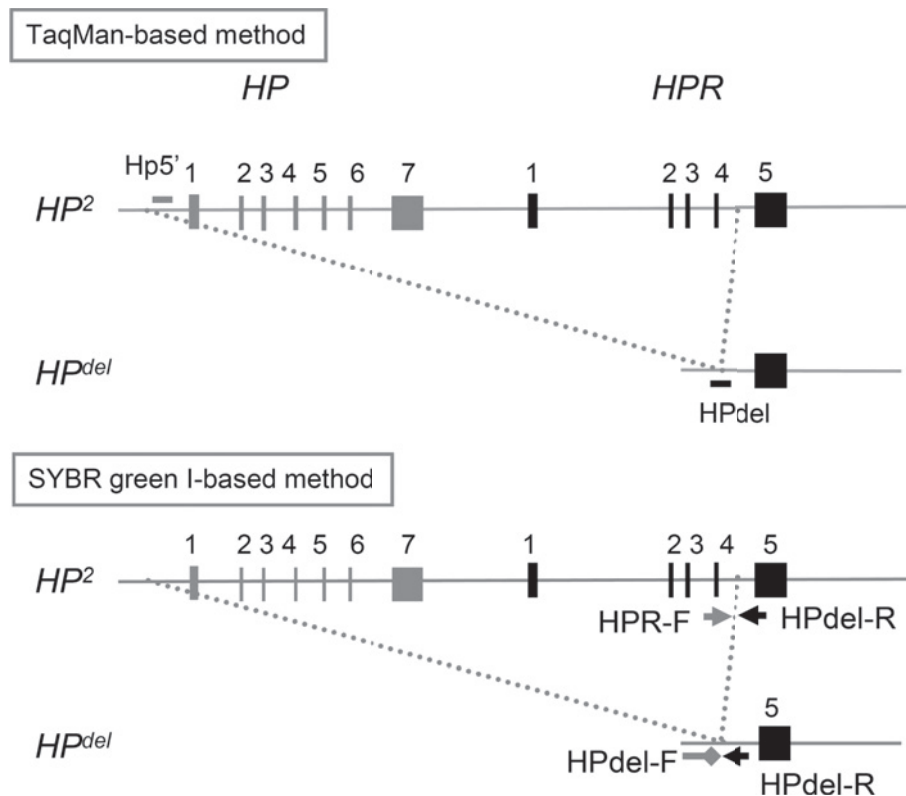 TaqMan-based method
HP HPR
Hp5' 1 2 3 4 5 6 7 1 2 3 4 5
HP²
HPdel
HPdel
SYBR green I-based method
1 2 3 4 5 6 7 1 2 3 4 5
HP²
HPR-F HPdel-R
5
HPdel
HPdel-F HPdel-R